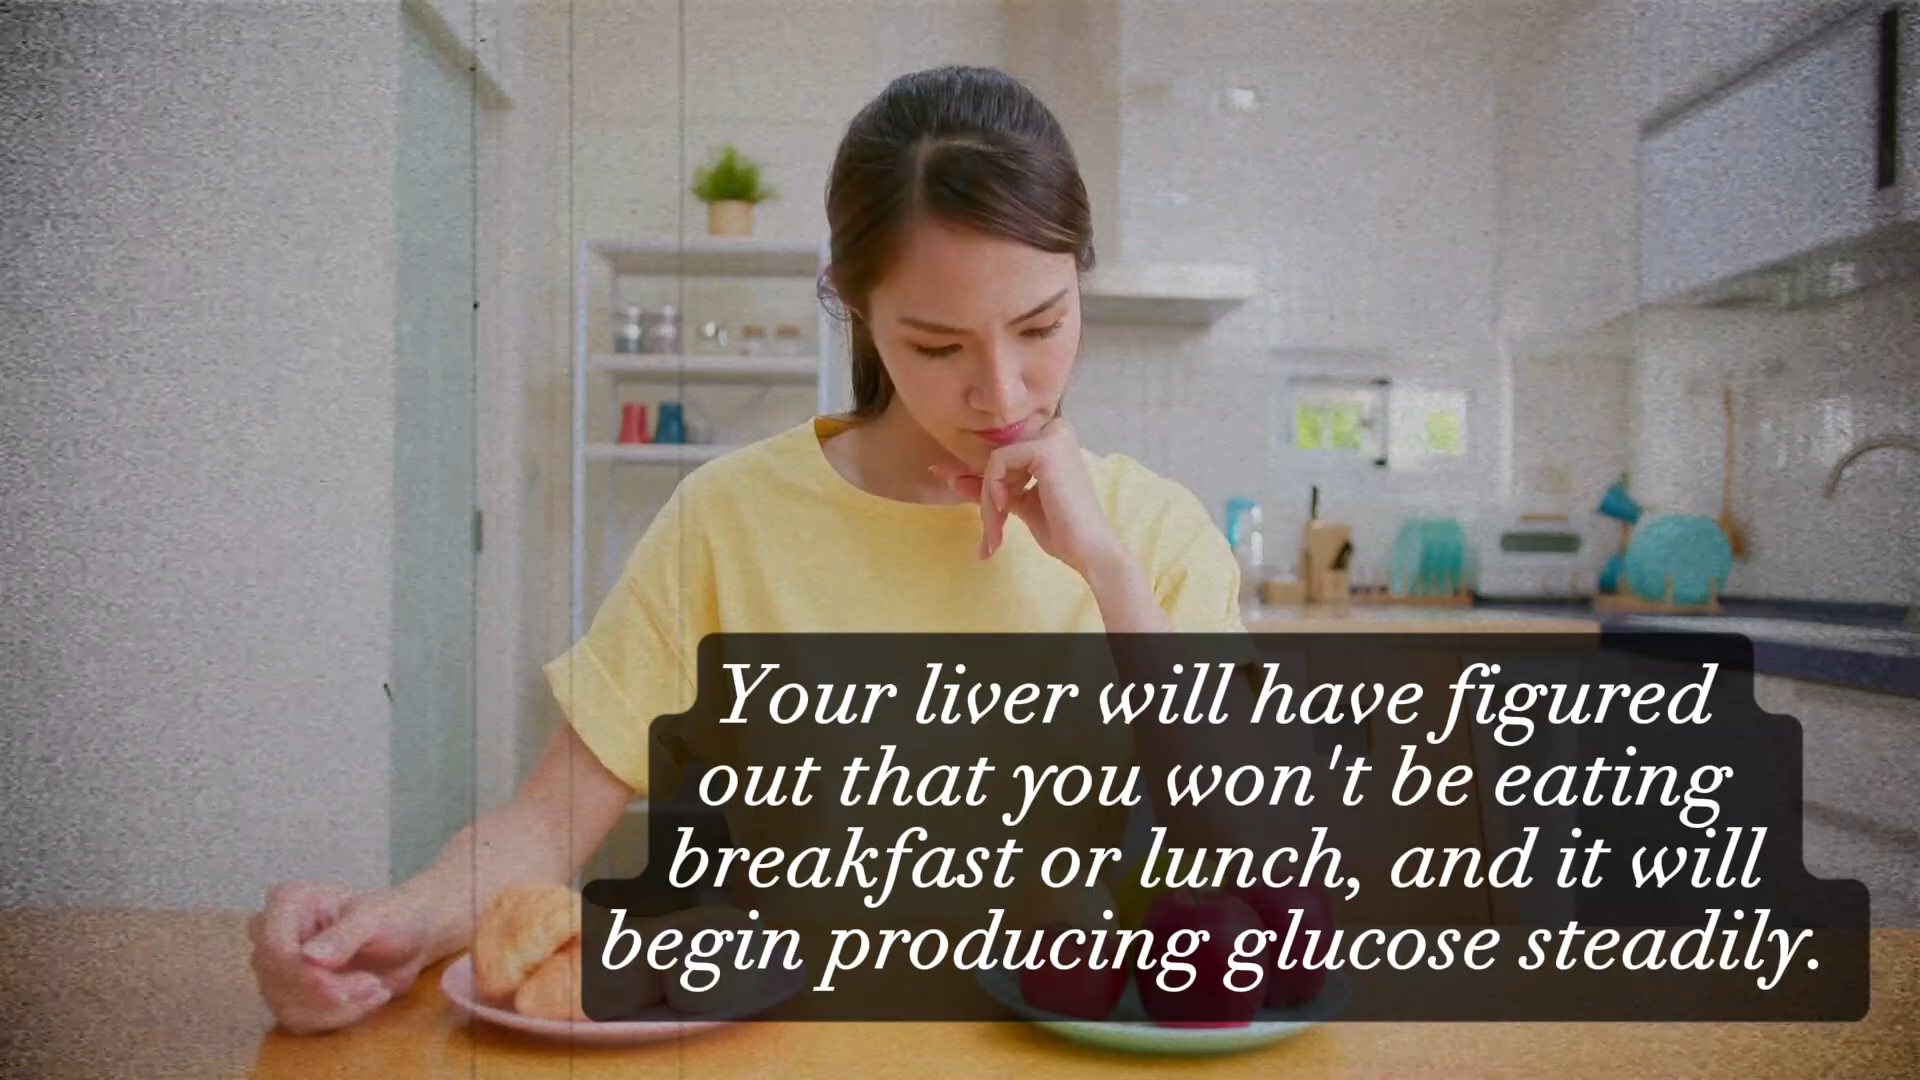 Your liver will have figured
out that you won't be eating
breakfast or lunch, and it will
begin producing glucose steadily.